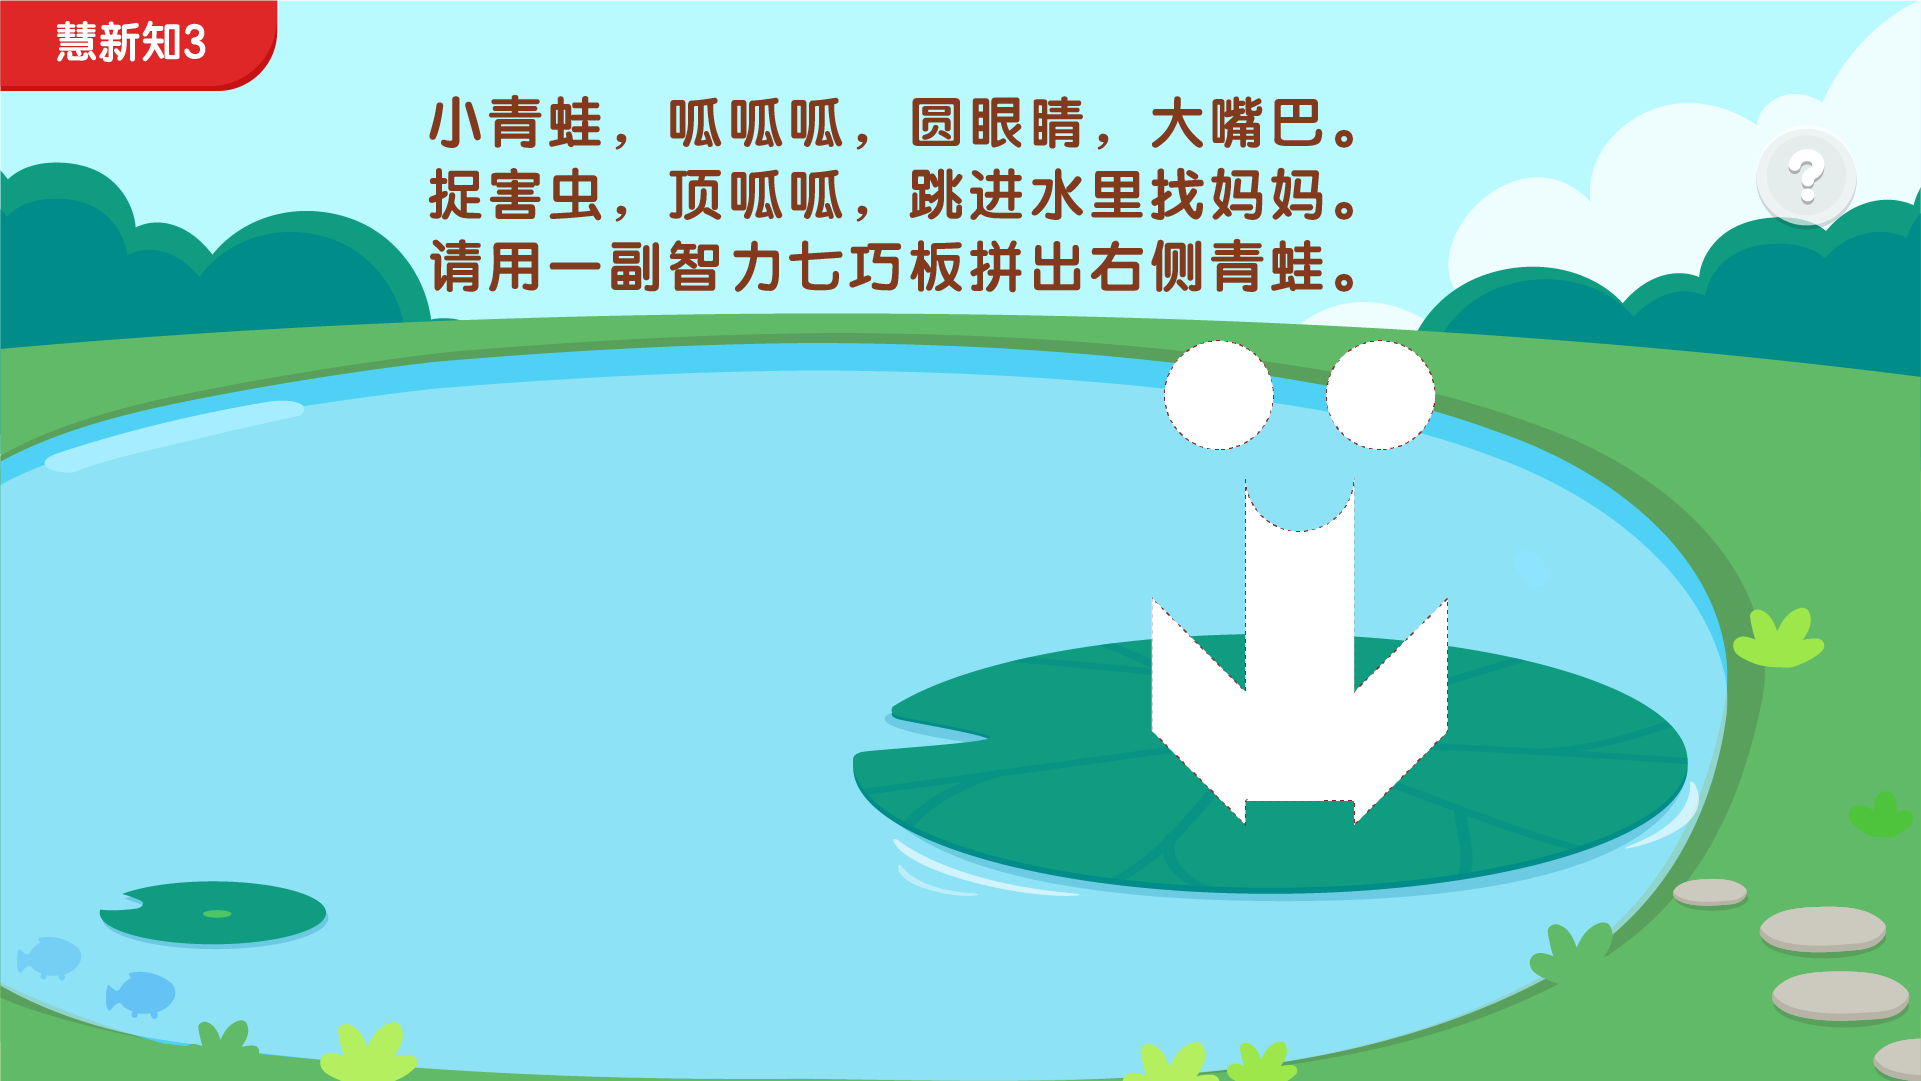 慧新知3
小青蛙，呱呱呱，圆眼睛，大嘴巴。
捉害虫，顶呱呱，跳进水里找妈妈。
请用一副智力七巧板拼出右侧青蛙。
?